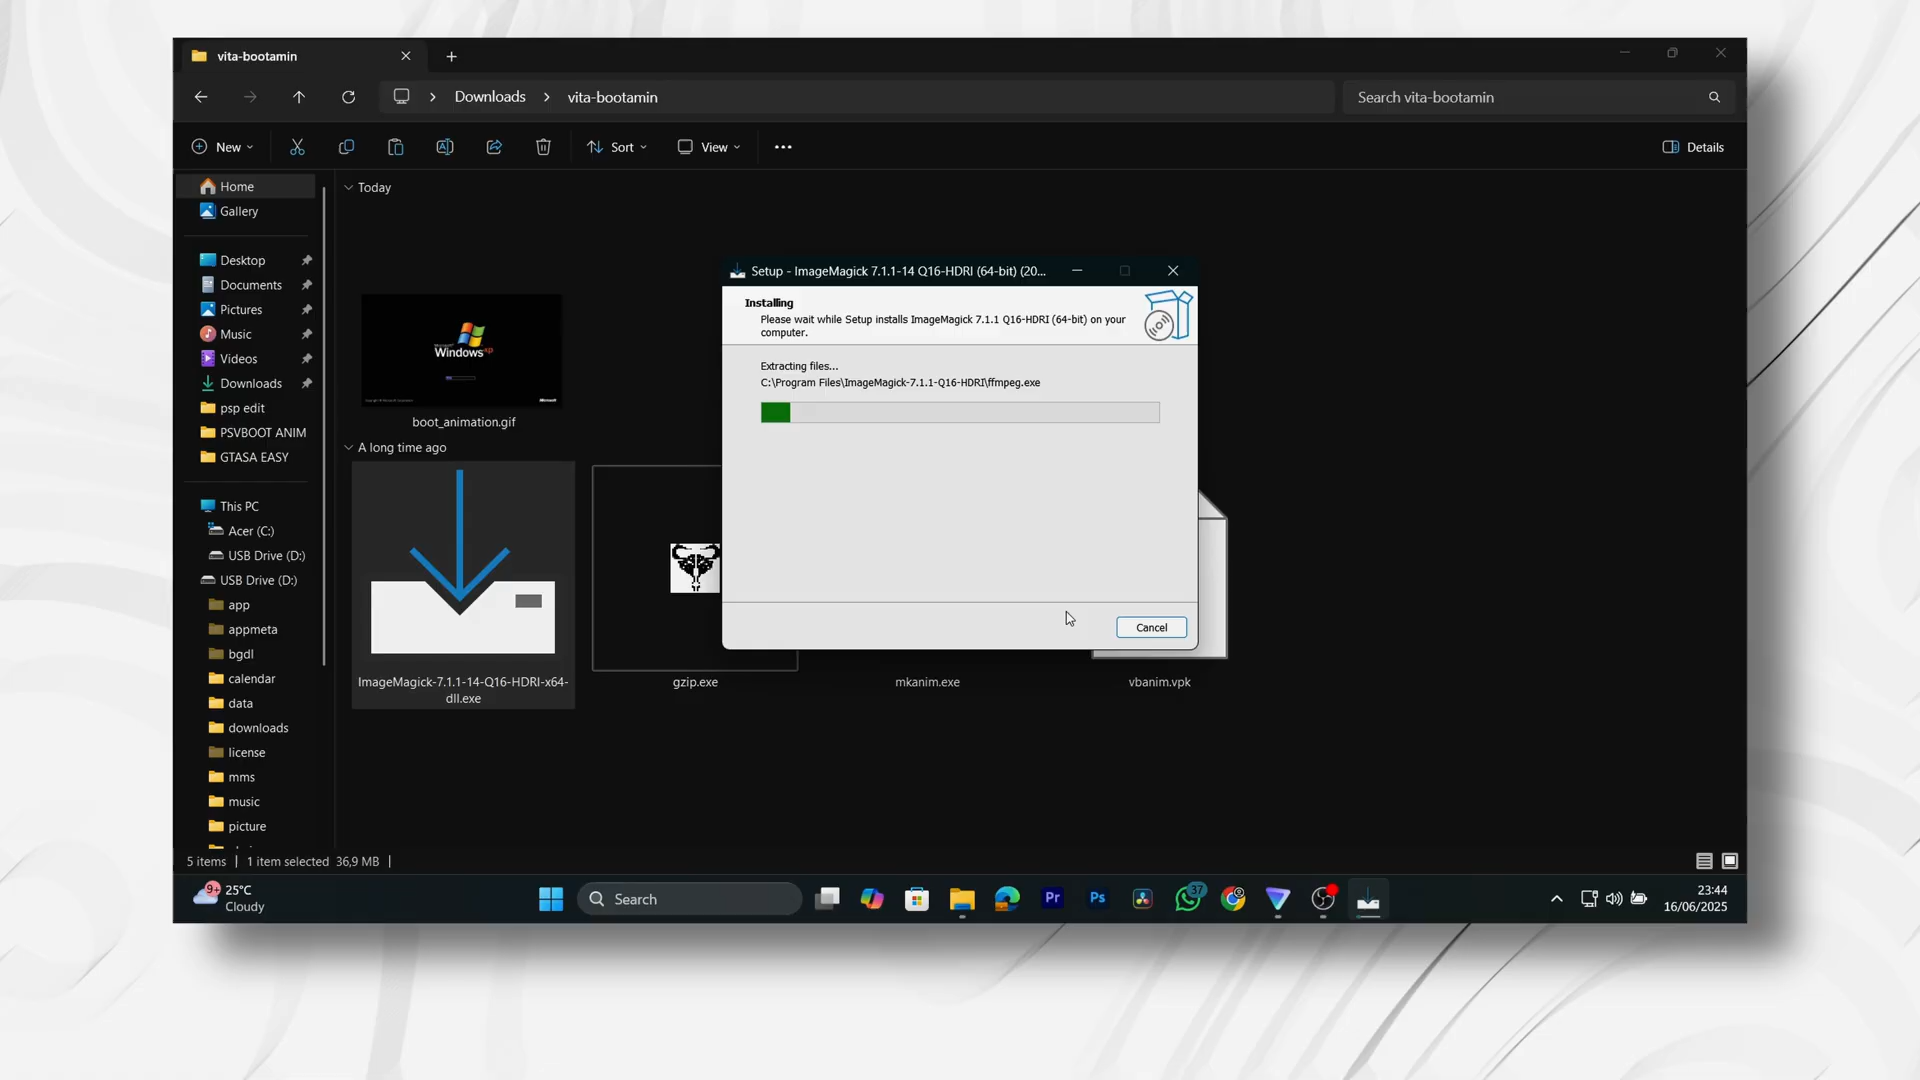 vita-bootamin
Downloads
vita-bootamin
Search vita-bootamin
New
Sort
View
Details
Home
Gallery
Desktop
Documents
Pictures
Music
Videos
Downloads
psp edit
PSVBOOT ANIM
GTASA EASY
This PC
Acer (C:)
USB Drive (D:)
USB Drive (D:)
app
appmeta
bgdl
calendar
data
downloads
license
mms
music
picture
Today
Microsoft
Windows xp
Microsoft
boot_animation.gif
A long time ago
ImageMagick-7.1.1-14-Q16-HDRI-x64-
dll.exe
gzip.exe
mkanim.exe
vbanim.vpk
Setup - ImageMagick 7.1.1-14 Q16-HDRI (64-bit) (20...
Installing
Please wait while Setup installs ImageMagick 7.1.1 Q16-HDRI (64-bit) on your
computer.
Extracting files...
C:\Program Files\ImageMagick-7.1.1-Q16-HDRI\ffmpeg.exe
Cancel
5 items
1 item selected 36,9 MB
9+
25°C
Cloudy
Search
Pr
Ps
37
23:44
16/06/2025